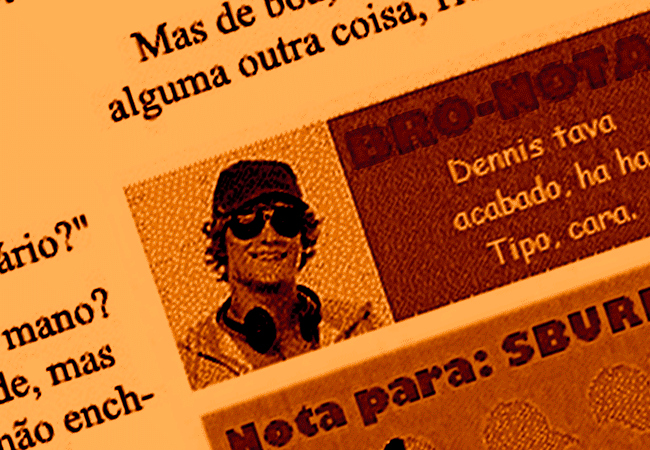 Mas de boa,
alguma outra coisa,
ário?"
mano?
de, mas
não ench-
BRO-NOTA
Dennis tava
acabado, ha ha
Tipo, cara.
Nota para: SBUR